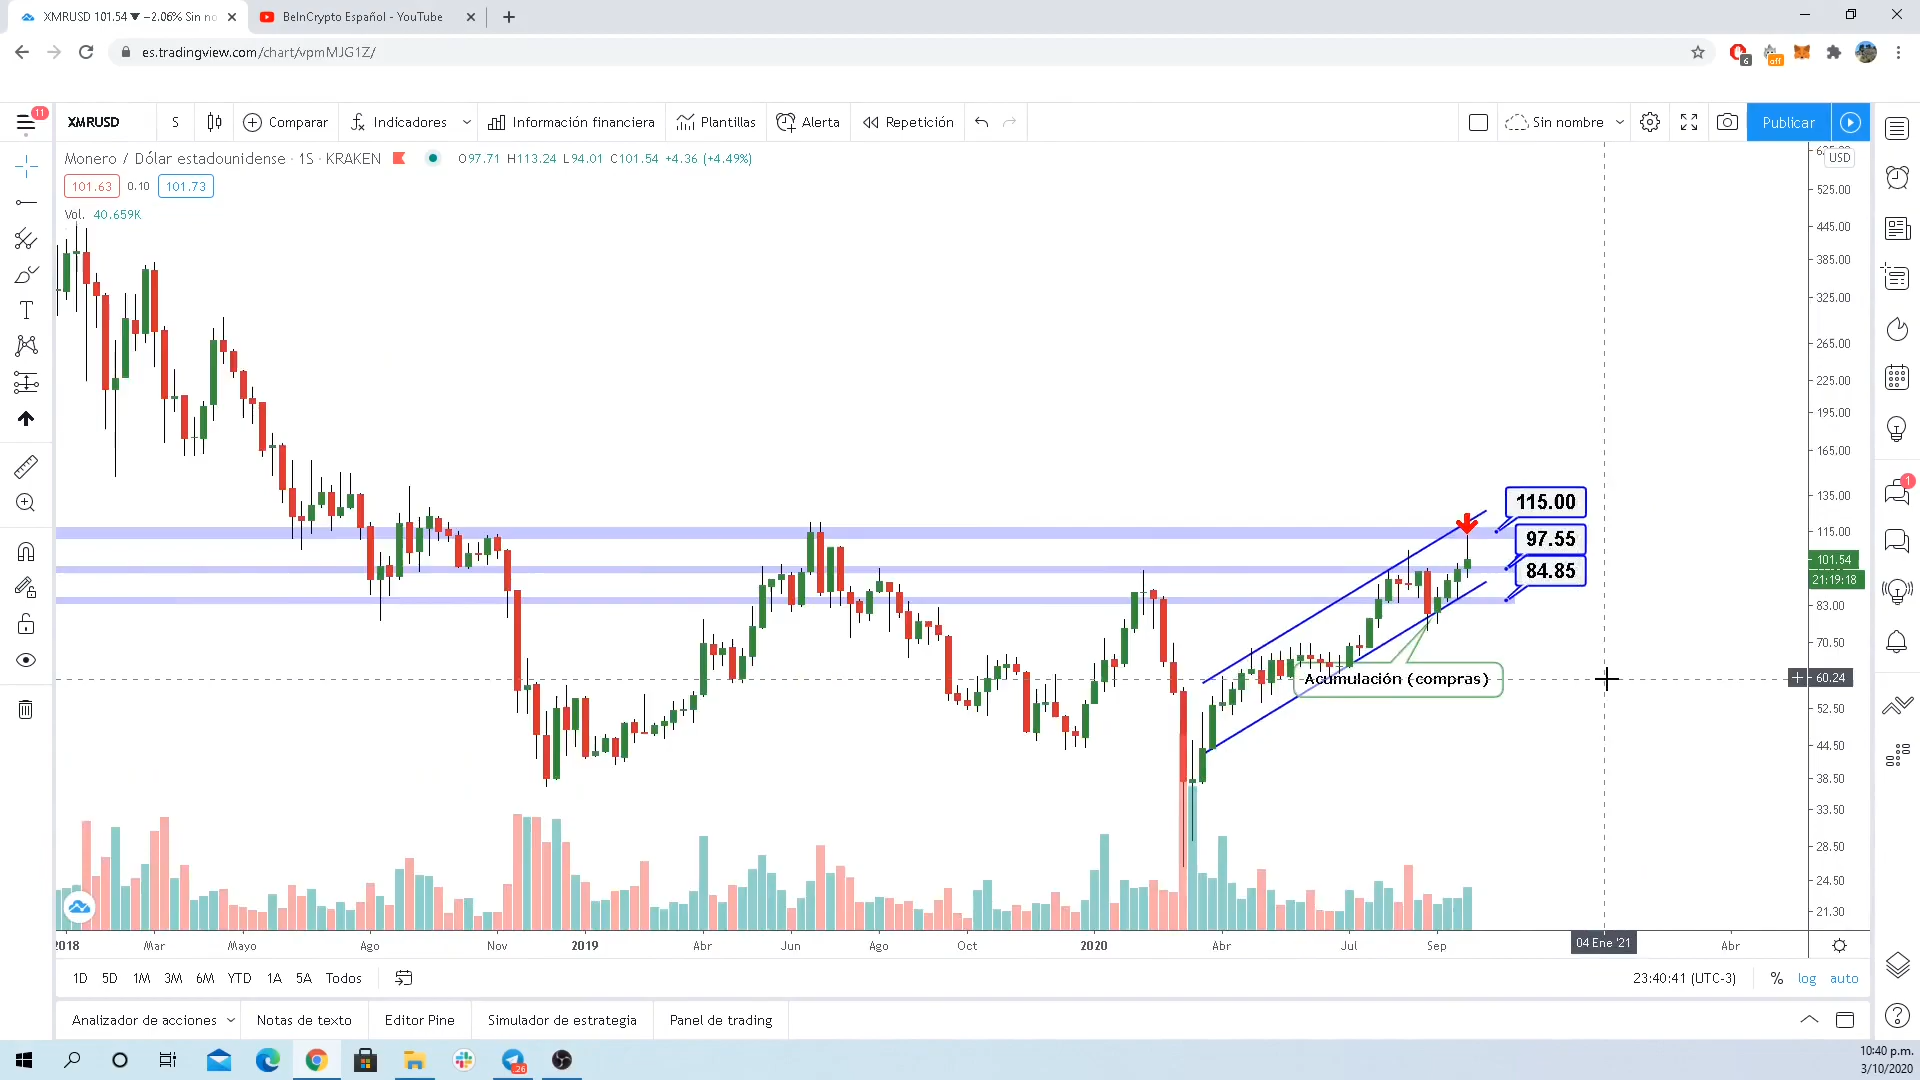 XMRUSD 101.54 ▼ −2.06% Sin no
BeInCrypto Español - YouTube
es.tradingview.com/chart/vpmMJG1Z/
6
off
11
XMRUSD
S
Comparar
Indicadores
Información financiera
Plantillas
Alerta
Repetición
Sin nombre
Publicar
Monero / Dólar estadounidense · 1S · KRAKEN
O97.71 H113.24 L94.01 C101.54 +4.36 (+4.49%)
101.63
0.10
101.73
Vol. 40.659K
USD
525.00
445.00
385.00
325.00
265.00
225.00
195.00
165.00
135.00
115.00
101.54
21:19:18
83.00
70.50
60.24
52.50
44.50
38.50
33.50
28.50
24.50
21.30
115.00
97.55
84.85
Acumulación (compras)
1
2018
Mar
Mayo
Ago
Nov
2019
Abr
Jun
Ago
Oct
2020
Abr
Jul
Sep
04 Ene '21
Abr
1D 5D 1M 3M 6M YTD 1A 5A Todos
23:40:41 (UTC-3)
%
log
auto
Analizador de acciones
Notas de texto
Editor Pine
Simulador de estrategia
Panel de trading
26
10:40 p.m.
3/10/2020